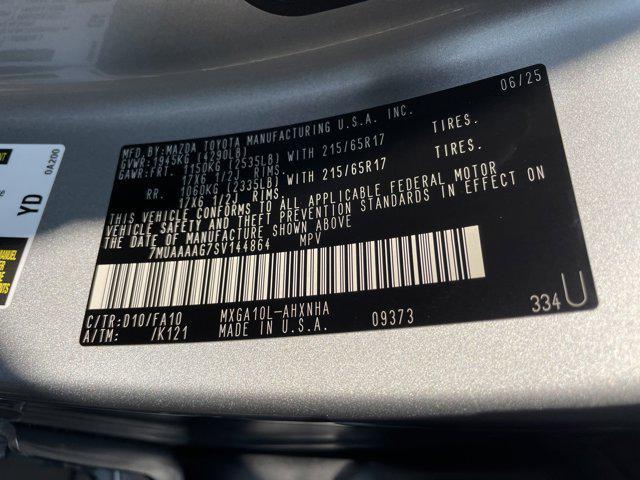 06/25
MFD.BY:MAZDA TOYOTA MANUFACTURING U.S.A. INC.
GVWR:1945KG (4290LB)
GAWR:FRT. 1150KG (2535LB) WITH 215/65R17 TIRES.
17X6 1/2J RIMS
RR. 1060KG (2335LB) WITH 215/65R17 TIRES.
17X6 1/2J RIMS
THIS VEHICLE CONFORMS TO ALL APPLICABLE FEDERAL MOTOR
VEHICLE SAFETY AND THEFT PREVENTION STANDARDS IN EFFECT ON
THE DATE OF MANUFACTURE SHOWN ABOVE
7MUAAAAG7SV144864 MPV
C/TR:D10/FA10 MXGA10L-AHXNHA
A/TM: /K121 MADE IN U.S.A. 09373
334U
0A200
YD
MANUEL